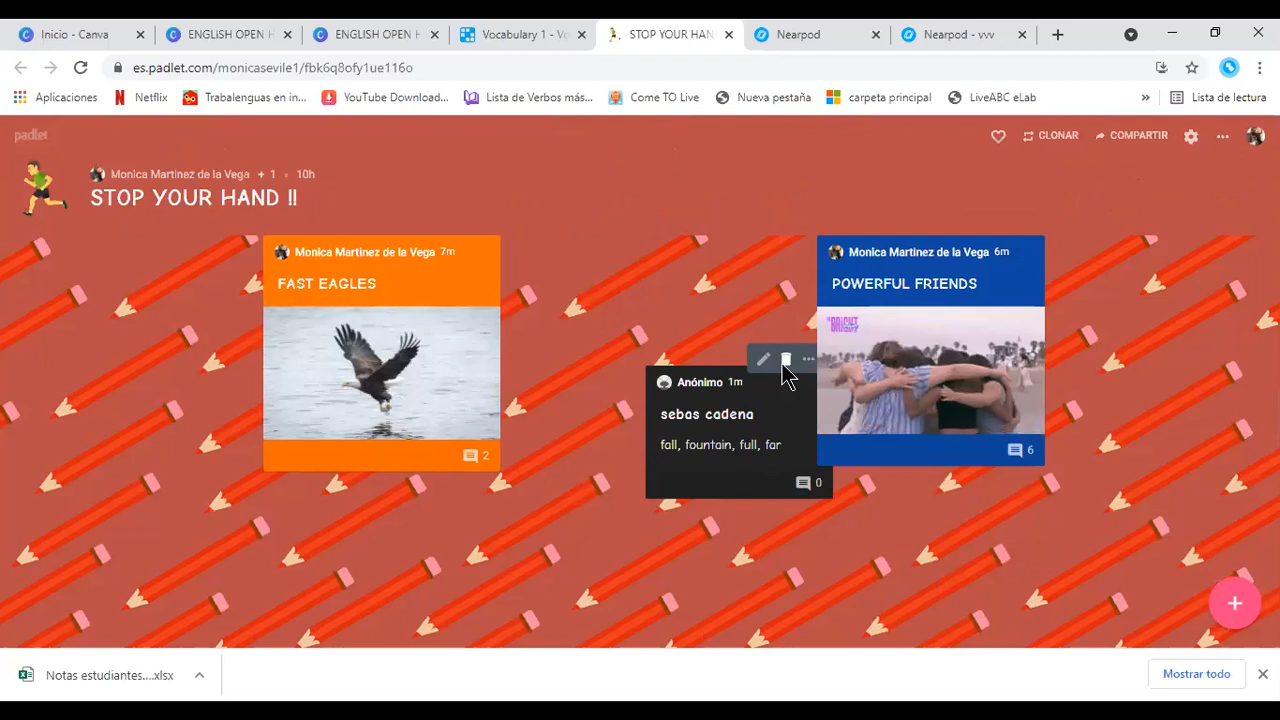 Inicio - Canva
ENGLISH OPEN H
ENGLISH OPEN H
Vocabulary 1 - Vo
STOP YOUR HAN
Nearpod
Nearpod - vvv
es.padlet.com/monicasevile1/fbk6q8ofy1ue116o
Aplicaciones
Netflix
Trabalenguas en in...
YouTube Download...
Lista de Verbos más...
Come TO Live
Nueva pestaña
carpeta principal
LiveABC eLab
»
Lista de lectura
padlet
CLONAR
COMPARTIR
Monica Martinez de la Vega + 1 • 10h
STOP YOUR HAND !!
Monica Martinez de la Vega 7m
FAST EAGLES
2
Anónimo 1m
sebas cadena
fall, fountain, full, far
0
Monica Martinez de la Vega 6m
POWERFUL FRIENDS
BRIGHT
6
Notas estudiantes....xlsx
Mostrar todo